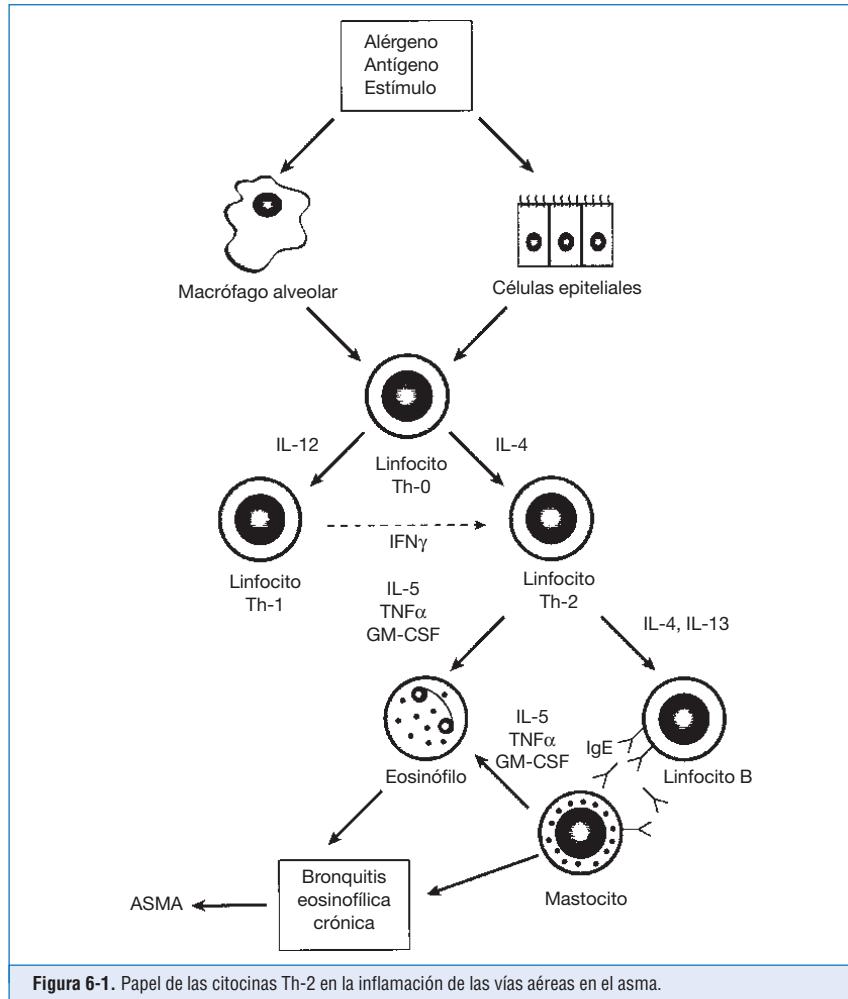 Alérgeno
Antígeno
Estímulo
Macrófago alveolar
Células epiteliales
IL-12
IL-4
Linfocito
Th-0
IFNγ
Linfocito
Th-1
Linfocito
Th-2
IL-5
TNFα
GM-CSF
IL-4, IL-13
IL-5
TNFα
GM-CSF
IgE
Eosinófilo
Linfocito B
Mastocito
Bronquitis
eosinofílica
crónica
ASMA
Figura 6-1. Papel de las citocinas Th-2 en la inflamación de las vías aéreas en el asma.